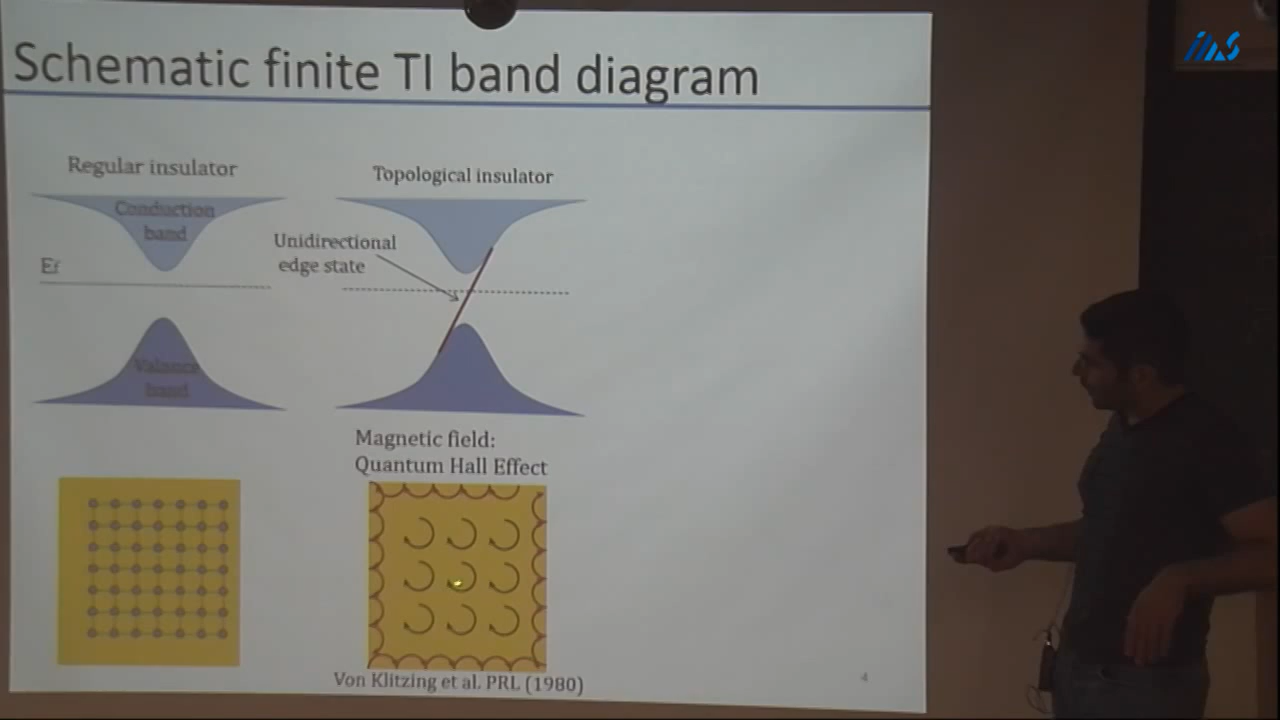 Schematic finite TI band diagram
Regular insulator
Topological insulator
Conduction
band
Unidirectional
edge state
Ef
Valance
band
Magnetic field:
Quantum Hall Effect
Von Klitzing et al. PRL (1980)
4